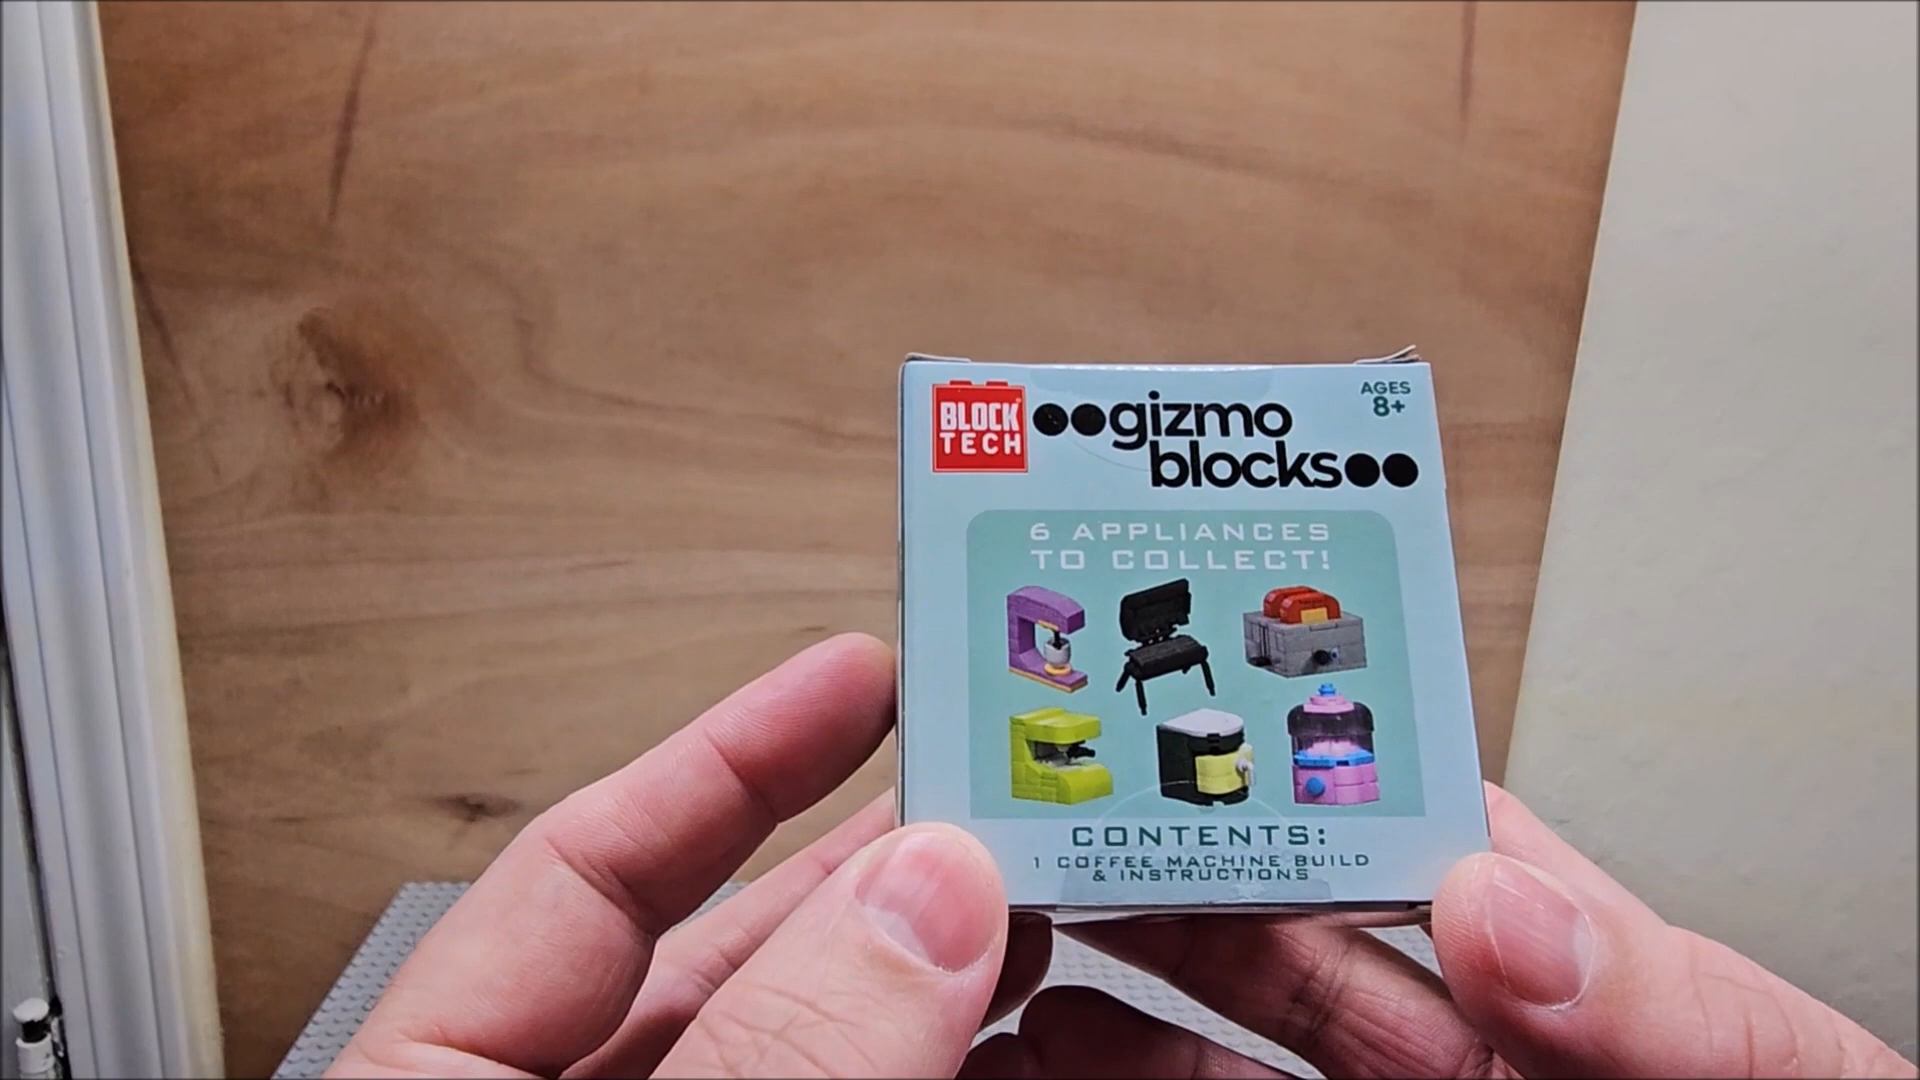 BLOCK
TECH
gizmo
blocks
AGES
8+
6 APPLIANCES
TO COLLECT!
CONTENTS:
1 COFFEE MACHINE BUILD
& INSTRUCTIONS